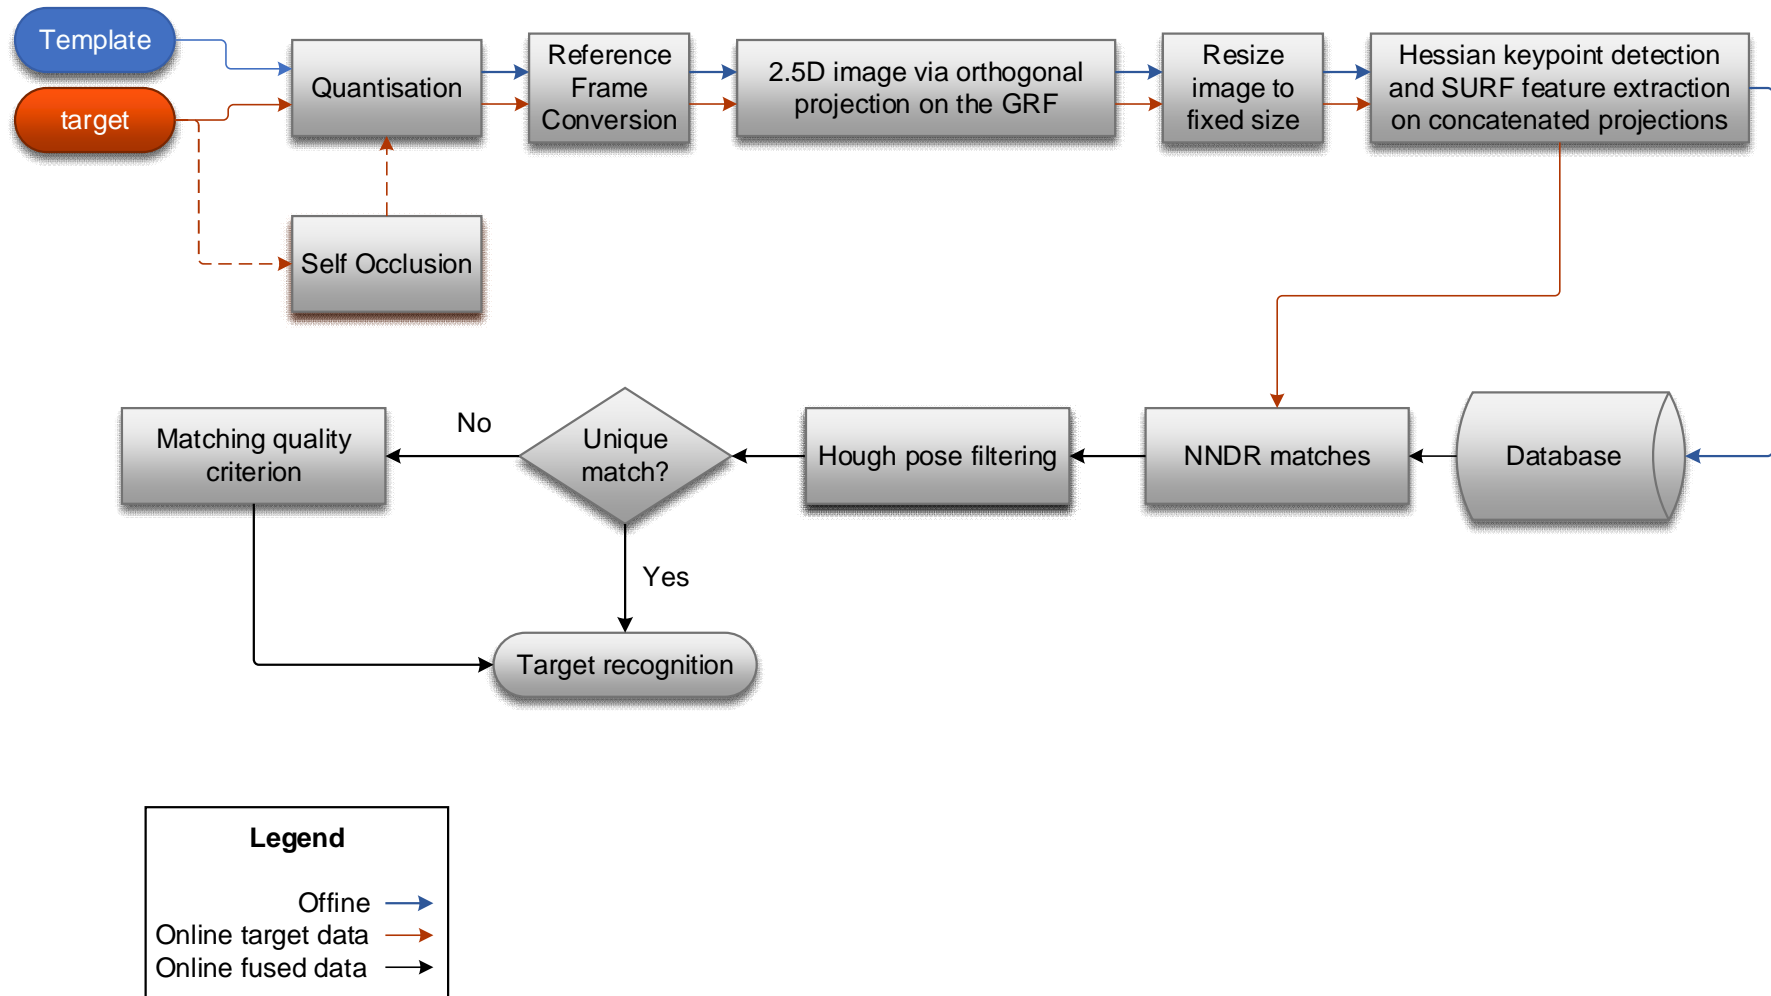 Template
target
Quantisation
Reference
Frame
Conversion
2.5D image via orthogonal
projection on the GRF
Resize
image to
fixed size
Hessian keypoint detection
and SURF feature extraction
on concatenated projections
Self Occlusion
Matching quality
criterion
No
Unique
match?
Hough pose filtering
NNDR matches
Database
Yes
Target recognition
Legend
Offine
Online target data
Online fused data